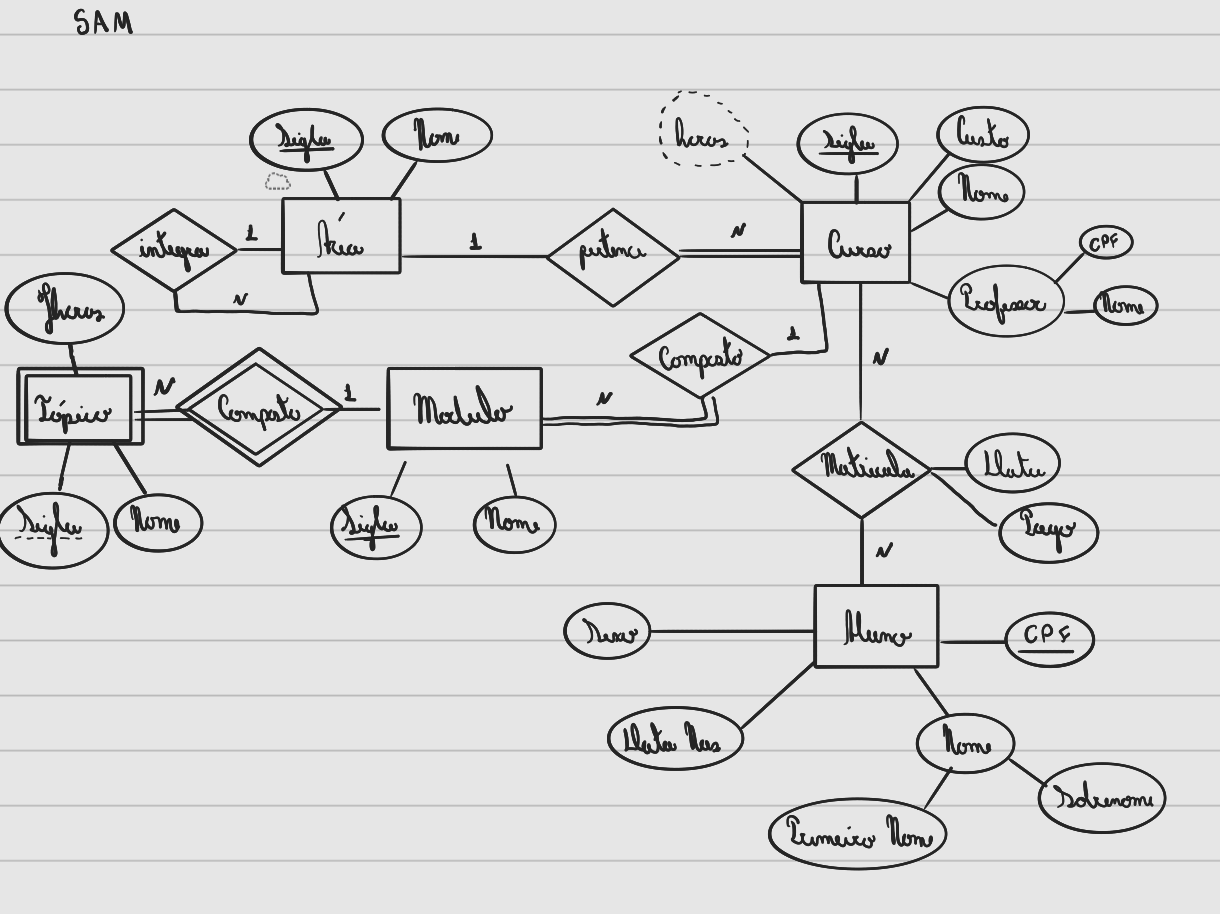 SAM
Sigla
Nome
horas
Sigla
Custo
Nome
integra
1
Área
1
pertence
N
Curso
CPF
N
Professor
Nome
horas
Composto
1
N
Tópico
N
Composto
1
Modulo
N
Matricula
Data
Pago
Sigla
Nome
Sigla
Nome
N
Sexo
Aluno
CPF
Data Nas
Nome
Primeiro Nome
Sobrenome